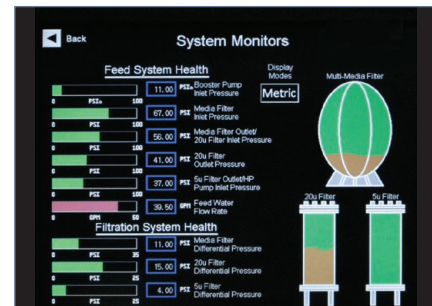 Back
System Monitors
Feed System Health
Display
Modes
Metric
Multi-Media Filter
11.00 PSIa Booster Pump
Inlet Pressure
0 PSIa 100
67.00 PSI Media Filter
Inlet Pressure
0 PSI 100
56.00 PSI Media Filter Outlet/
20u Filter Inlet Pressure
0 PSI 100
41.00 PSI 20u Filter
Outlet Pressure
0 PSI 100
37.00 PSI 5u Filter Outlet/HP
Pump Inlet Pressure
0 PSI 100
39.50 GPM Feed Water
Flow Rate
0 GPM 60
20u Filter
5u Filter
Filtration System Health
11.00 PSI Media Filter
Differential Pressure
0 PSI 35
15.00 PSI 20u Filter
Differential Pressure
0 PSI 25
4.00 PSI 5u Filter
Differential Pressure
0 PSI 25